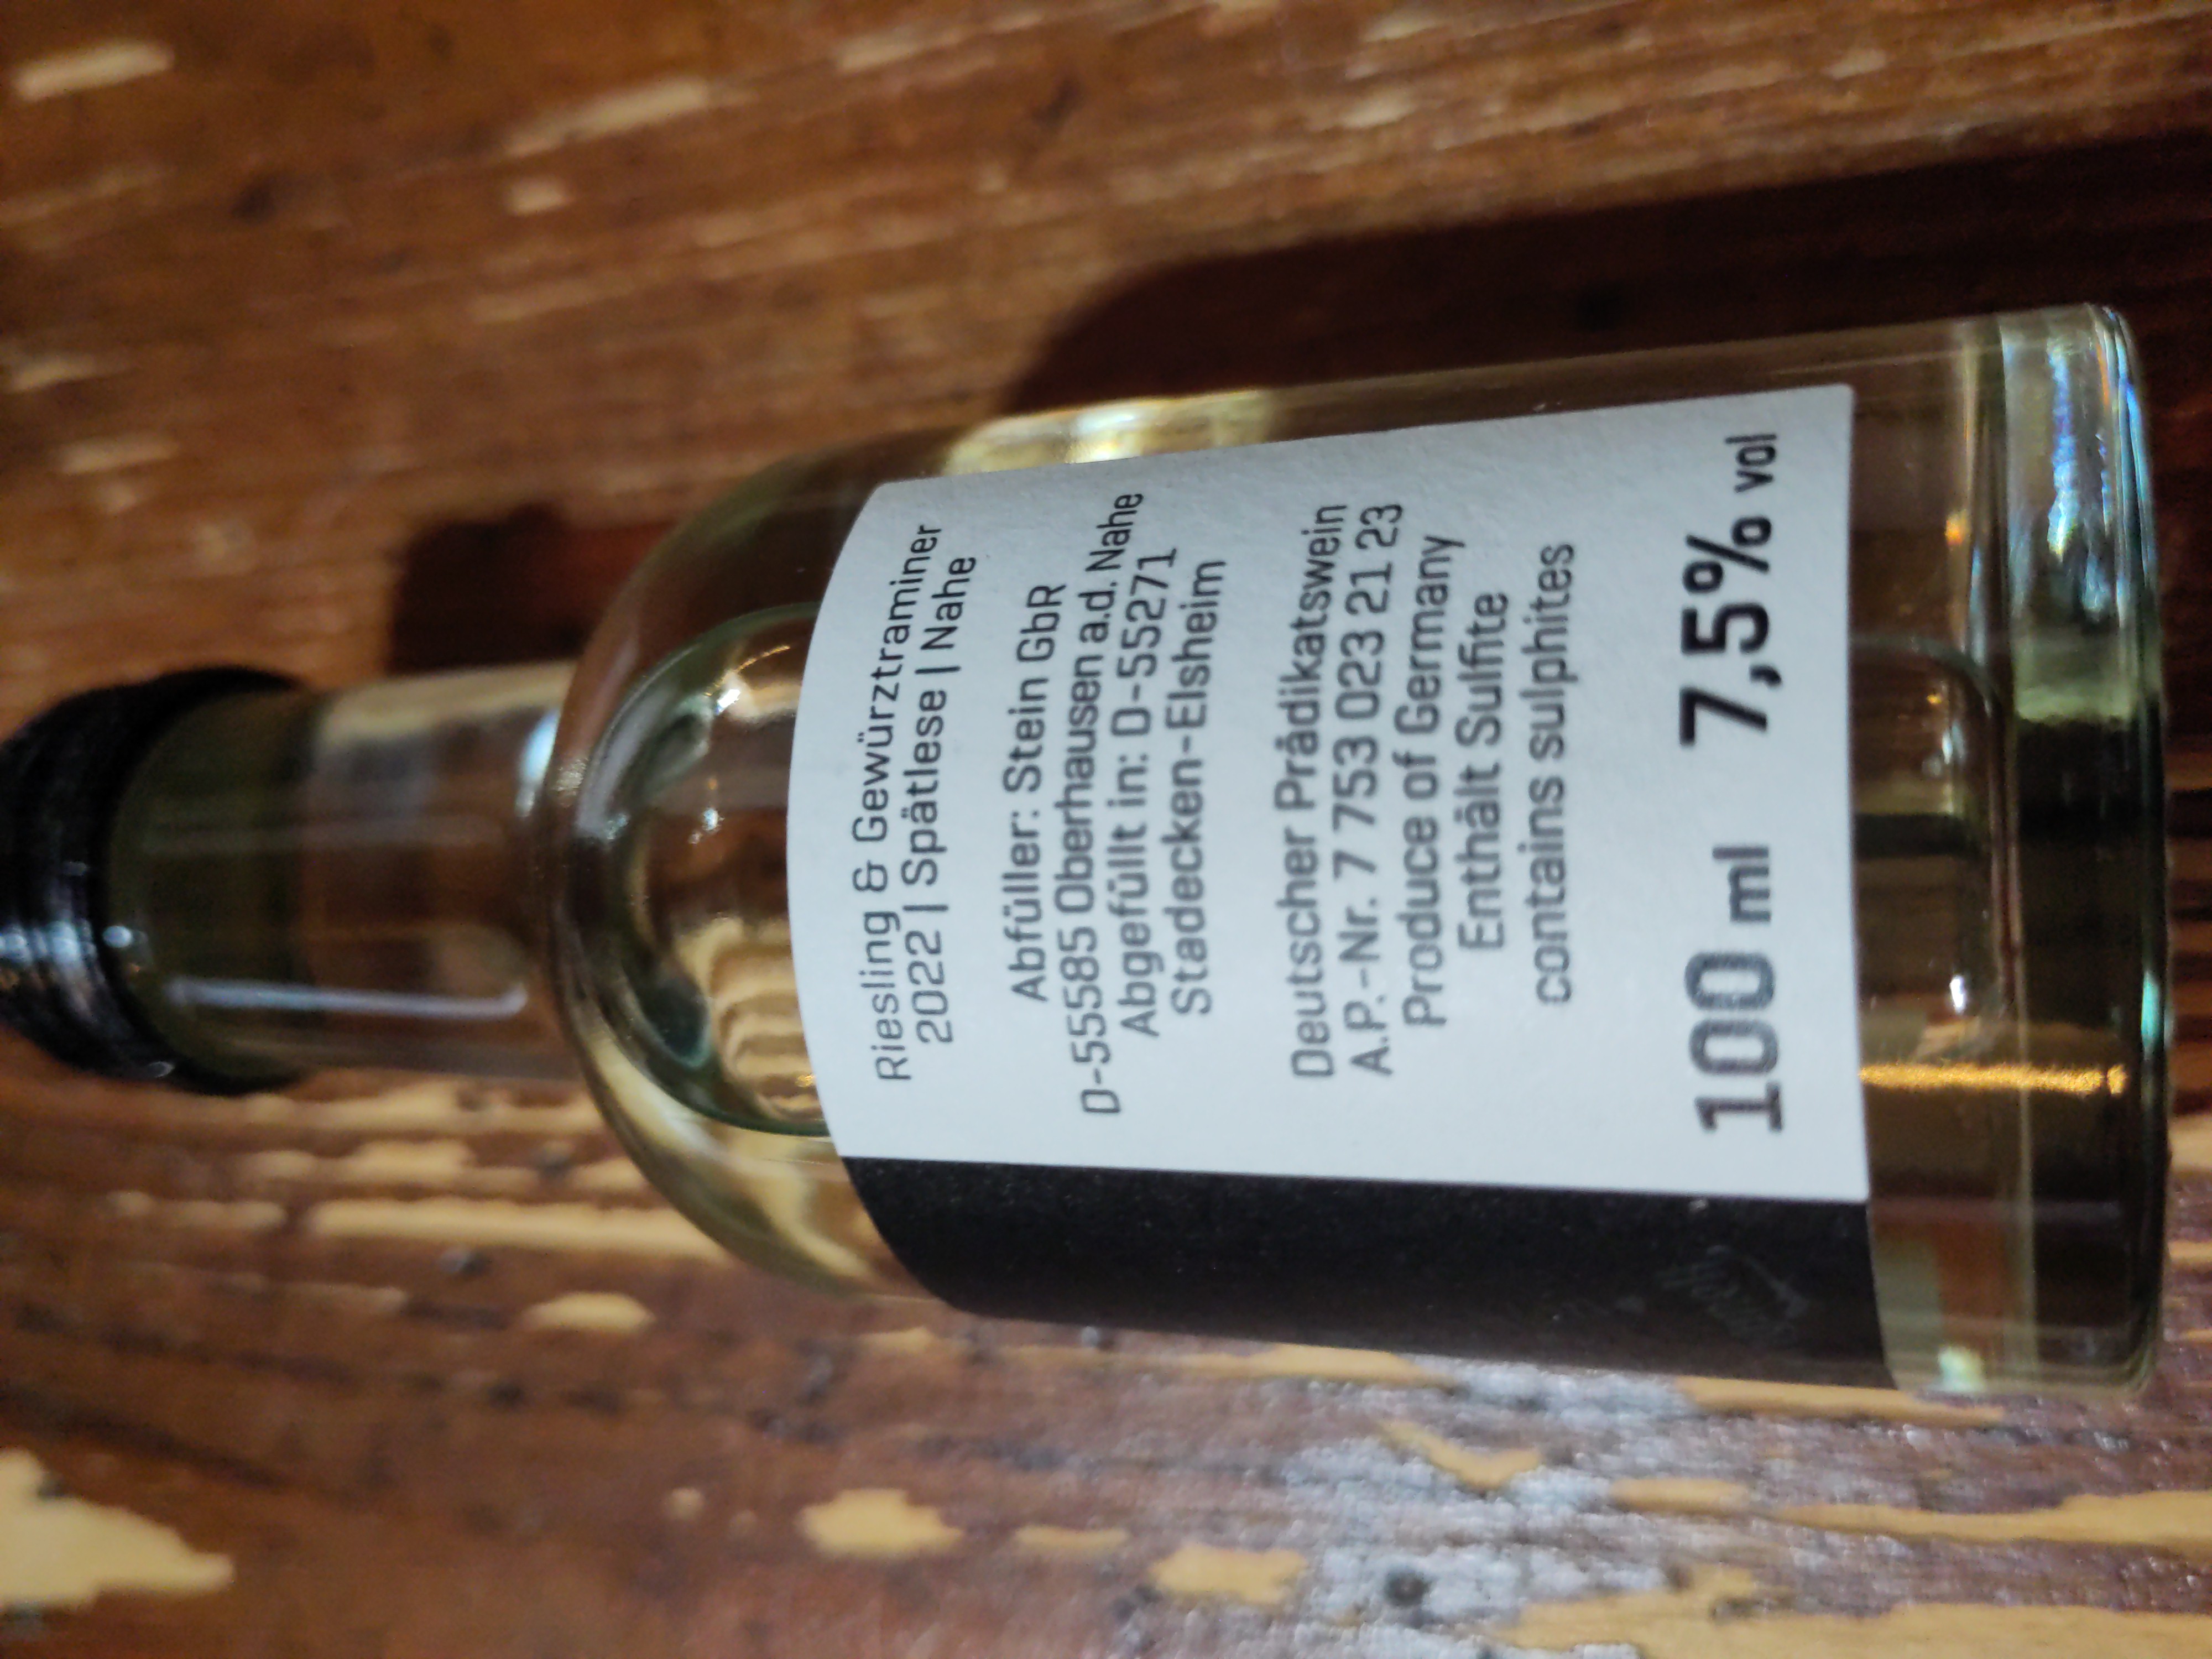 Riesling & Gewürztraminer
2022 | Spätlese | Nahe
Abfüller: Stein GbR
D-55585 Oberhausen a.d. Nahe
Abgefüllt in: D-55271
Stadecken-Elsheim
Deutscher Prädikatswein
A.P.-Nr. 7 753 023 21 23
Produce of Germany
Enthält Sulfite
contains sulphites
100 ml 7,5% vol